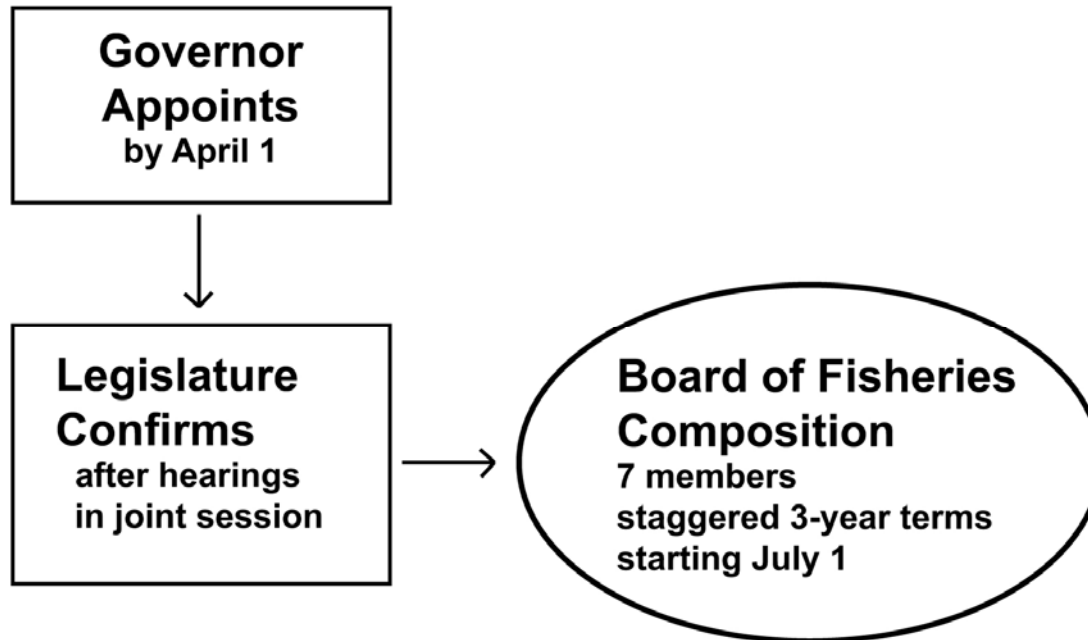 Governor
Appoints
by April 1
Legislature
Confirms
after hearings
in joint session
Board of Fisheries
Composition
7 members
staggered 3-year terms
starting July 1